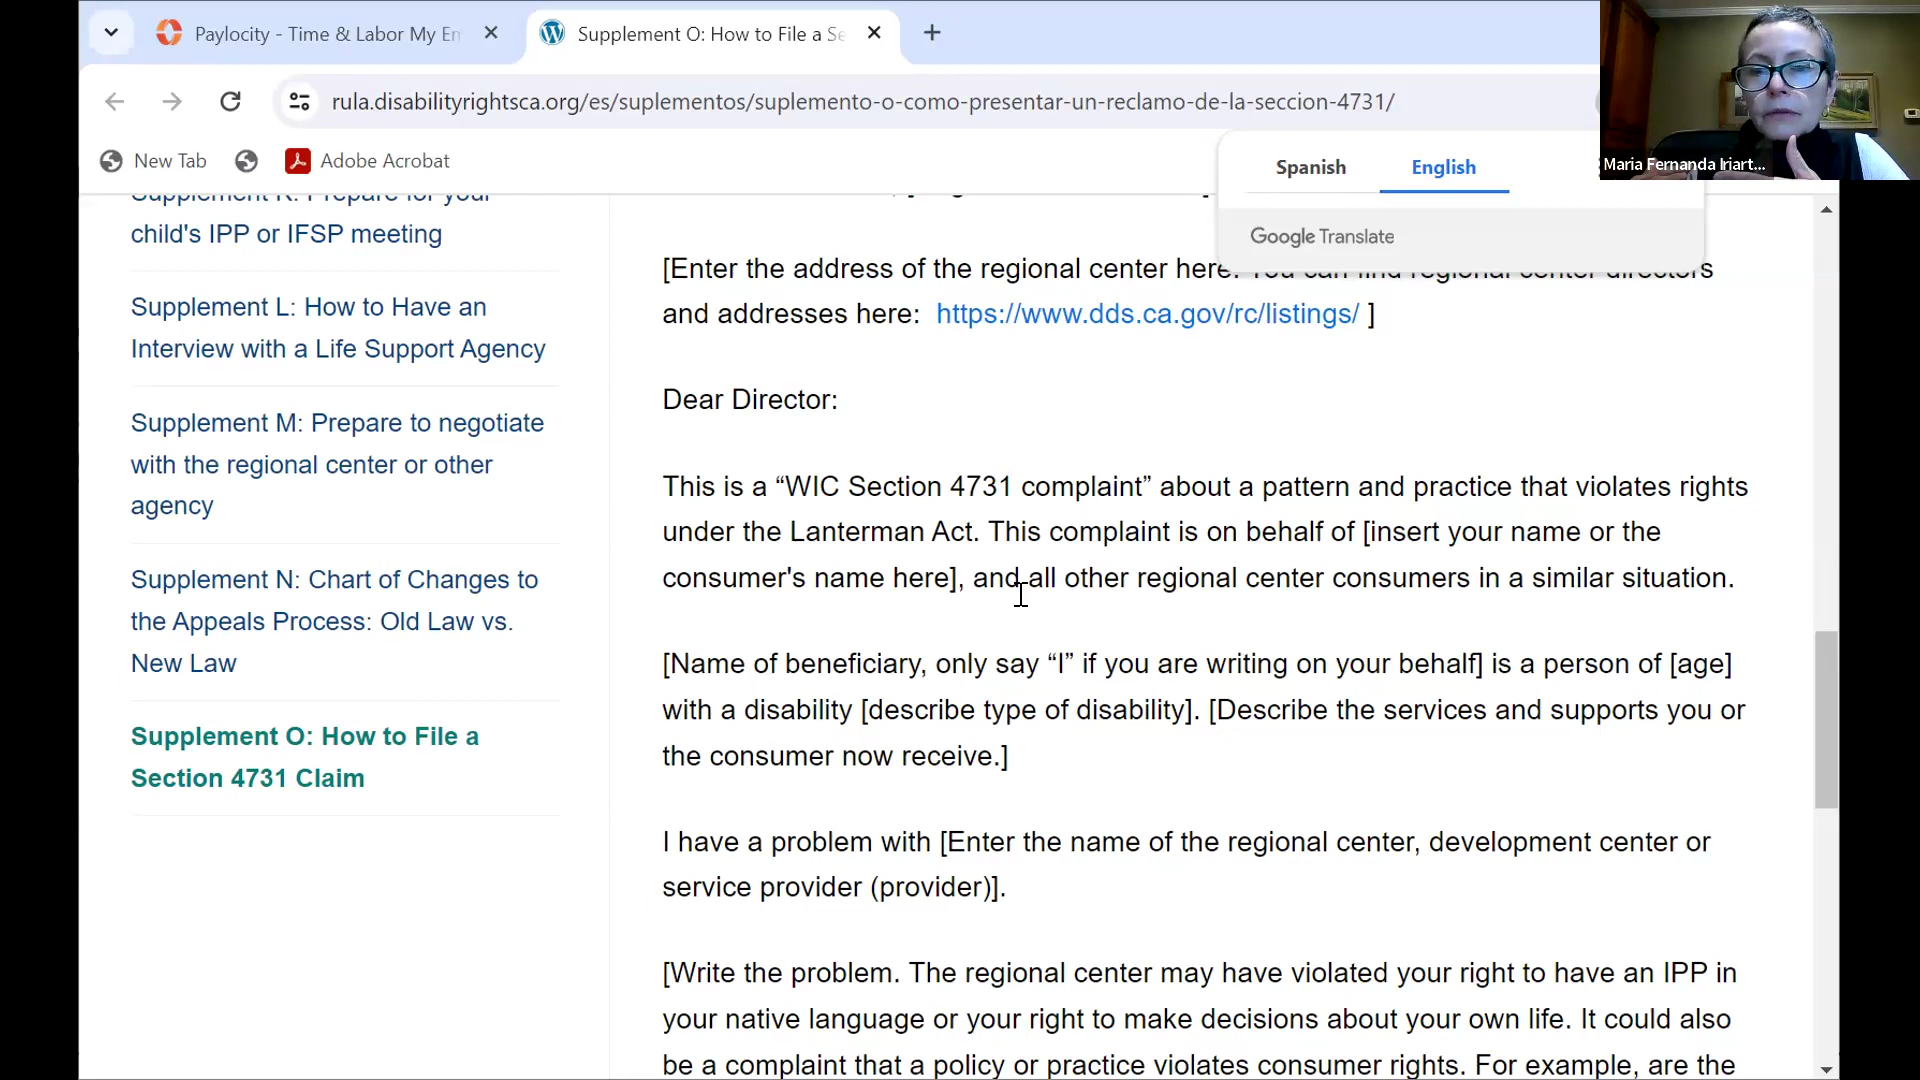 Paylocity - Time & Labor My En
Supplement O: How to File a Se
rula.disabilityrightsca.org/es/suplementos/suplemento-o-como-presentar-un-reclamo-de-la-seccion-4731/
New Tab
Adobe Acrobat
Spanish
English
Google Translate
Maria Fernanda Iriart...
Supplement K: Prepare for your
child's IPP or IFSP meeting
Supplement L: How to Have an
Interview with a Life Support Agency
Supplement M: Prepare to negotiate
with the regional center or other
agency
Supplement N: Chart of Changes to
the Appeals Process: Old Law vs.
New Law
Supplement O: How to File a
Section 4731 Claim
[Enter the address of the regional center here. You can find regional center directors
and addresses here: https://www.dds.ca.gov/rc/listings/ ]
Dear Director:
This is a “WIC Section 4731 complaint” about a pattern and practice that violates rights
under the Lanterman Act. This complaint is on behalf of [insert your name or the
consumer's name here], and all other regional center consumers in a similar situation.
[Name of beneficiary, only say “I” if you are writing on your behalf] is a person of [age]
with a disability [describe type of disability]. [Describe the services and supports you or
the consumer now receive.]
I have a problem with [Enter the name of the regional center, development center or
service provider (provider)].
[Write the problem. The regional center may have violated your right to have an IPP in
your native language or your right to make decisions about your own life. It could also
be a complaint that a policy or practice violates consumer rights. For example, are the